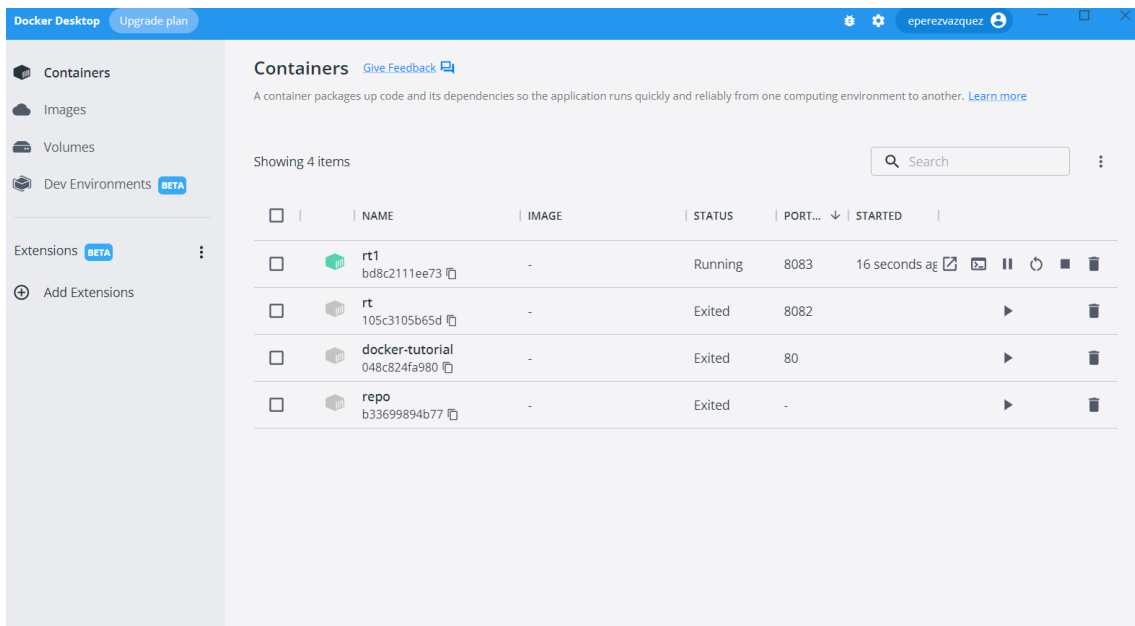 Docker Desktop Upgrade plan eperezvazquez
Containers
Images
Volumes
Dev Environments BETA
Extensions BETA
Add Extensions
Containers Give Feedback
A container packages up code and its dependencies so the application runs quickly and reliably from one computing environment to another. Learn more
Showing 4 items Search
NAME IMAGE STATUS PORT... STARTED
rt1
bd8c2111ee73 - Running 8083 16 seconds ag
rt
105c3105b65d - Exited 8082
docker-tutorial
048c824fa980 - Exited 80
repo
b33699894b77 - Exited -